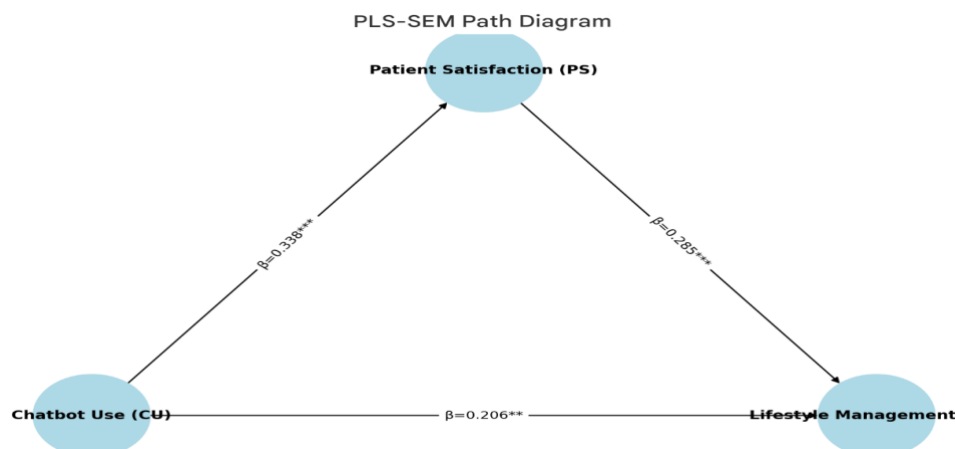 PLS-SEM Path Diagram
Patient Satisfaction (PS)
β=0.338***
β=0.285***
Chatbot Use (CU)
β=0.206**
Lifestyle Management